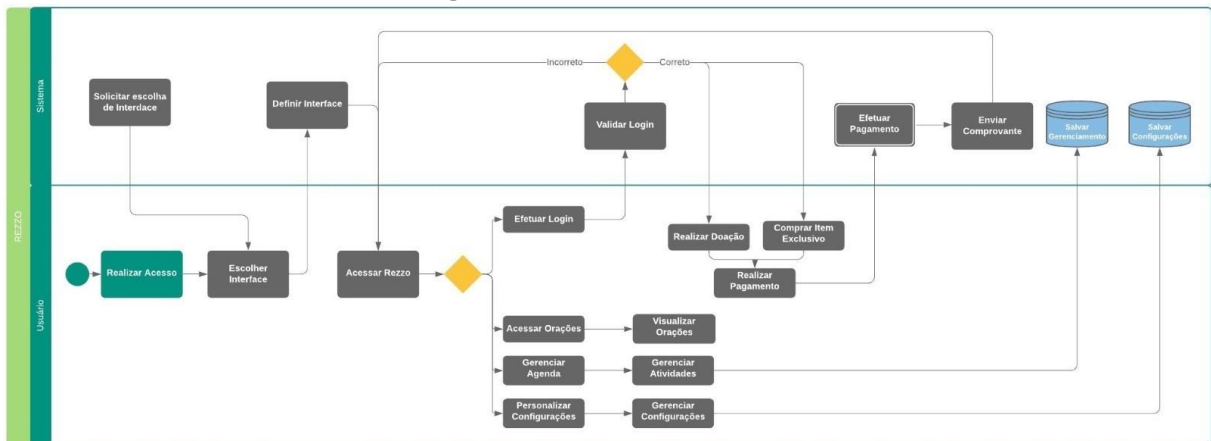 REZZO
Sistema
Solicitar escolha
de Interdace
Definir Interface
Incorreto
Correto
Validar Login
Efetuar
Pagamento
Enviar
Comprovante
Salvar
Gerenciamento
Salvar
Configurações
Usuário
Realizar Acesso
Escolher
Interface
Acessar Rezzo
Efetuar Login
Realizar Doação
Comprar Item
Exclusivo
Realizar
Pagamento
Acessar Orações
Visualizar
Orações
Gerenciar
Agenda
Gerenciar
Atividades
Personalizar
Configurações
Gerenciar
Configurações